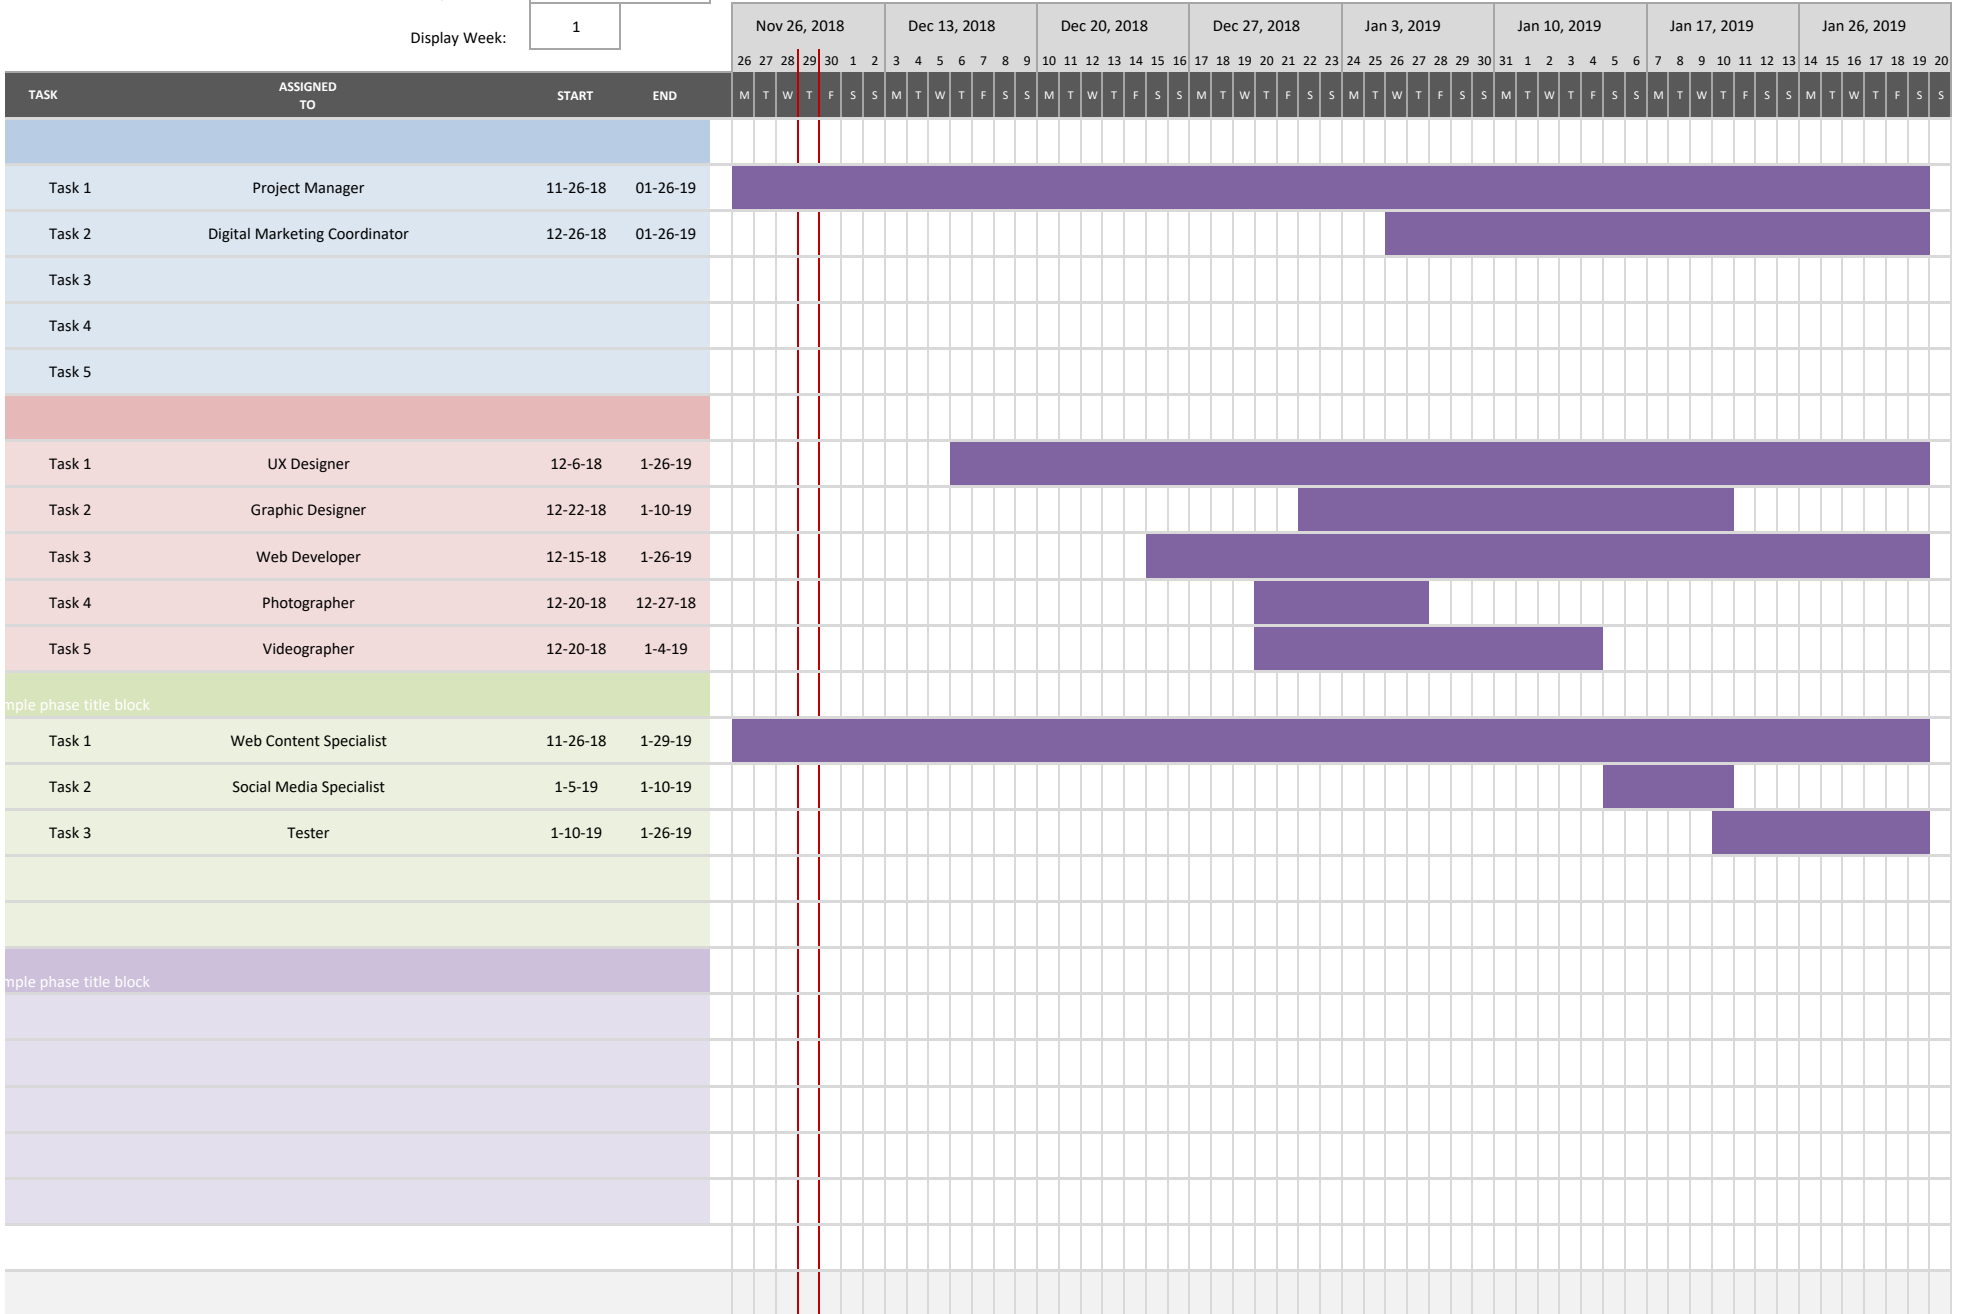 Display Week: 1
Nov 26, 2018 Dec 13, 2018 Dec 20, 2018 Dec 27, 2018 Jan 3, 2019 Jan 10, 2019 Jan 17, 2019 Jan 26, 2019
26 27 28 29 30 1 2 3 4 5 6 7 8 9 10 11 12 13 14 15 16 17 18 19 20 21 22 23 24 25 26 27 28 29 30 31 1 2 3 4 5 6 7 8 9 10 11 12 13 14 15 16 17 18 19 20
TASK ASSIGNED TO START END M T W T F S S M T W T F S S M T W T F S S M T W T F S S M T W T F S S M T W T F S S M T W T F S S M T W T F S S
Task 1 Project Manager 11-26-18 01-26-19
Task 2 Digital Marketing Coordinator 12-26-18 01-26-19
Task 3
Task 4
Task 5
Task 1 UX Designer 12-6-18 1-26-19
Task 2 Graphic Designer 12-22-18 1-10-19
Task 3 Web Developer 12-15-18 1-26-19
Task 4 Photographer 12-20-18 12-27-18
Task 5 Videographer 12-20-18 1-4-19
mple phase title block
Task 1 Web Content Specialist 11-26-18 1-29-19
Task 2 Social Media Specialist 1-5-19 1-10-19
Task 3 Tester 1-10-19 1-26-19
mple phase title block